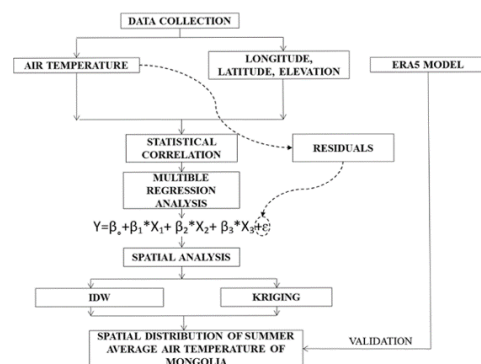 DATA COLLECTION
AIR TEMPERATURE
LONGITUDE,
LATITUDE, ELEVATION
ERA5 MODEL
STATISTICAL
CORRELATION
RESIDUALS
MULTIBLE
REGRESSION
ANALYSIS
Y=β₀+β₁*X₁+ β₂*X₂+ β₃*X₃+ε
SPATIAL ANALYSIS
IDW
KRIGING
SPATIAL DISTRIBUTION OF SUMMER
AVERAGE AIR TEMPERATURE OF
MONGOLIA
VALIDATION